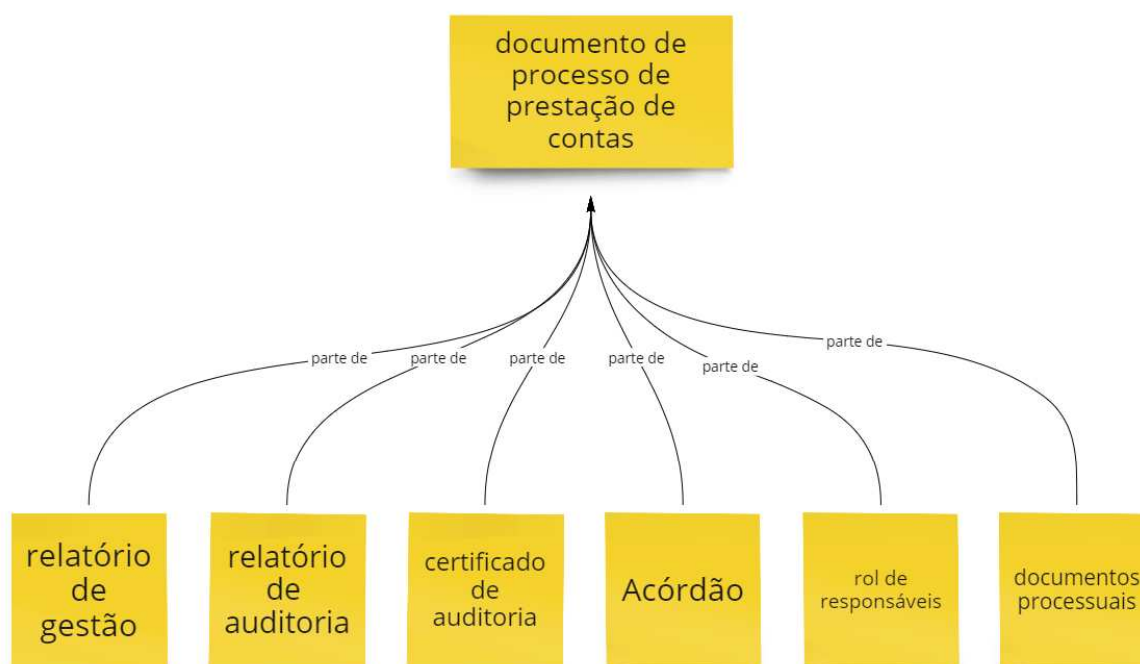 documento de
processo de
prestação de
contas
parte de
parte de
parte de
parte de
parte de
parte de
relatório
de
gestão
relatório
de
auditoria
certificado
de
auditoria
Acórdão
rol de
responsáveis
documentos
processuais